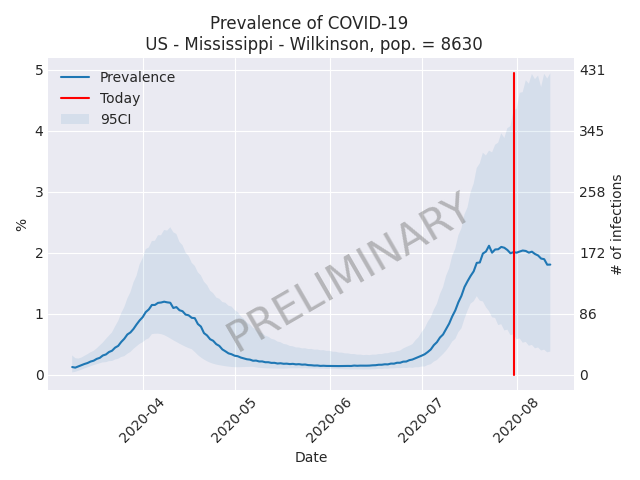 Prevalence of COVID-19
US - Mississippi - Wilkinson, pop. = 8630
Prevalence
Today
95CI
5
4
3
2
1
0
%
431
345
258
172
86
0
# of infections
PRELIMINARY
2020-04
2020-05
2020-06
2020-07
2020-08
Date